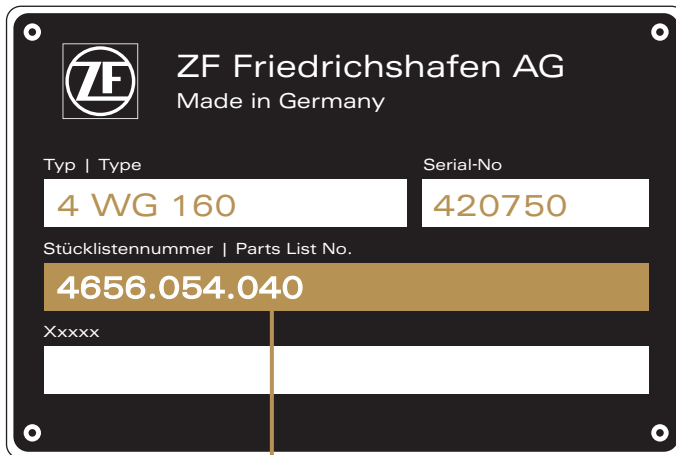 ZF
ZF Friedrichshafen AG
Made in Germany
Typ | Type
Serial-No
4 WG 160
420750
Stücklistennummer | Parts List No.
4656.054.040
Xxxxx